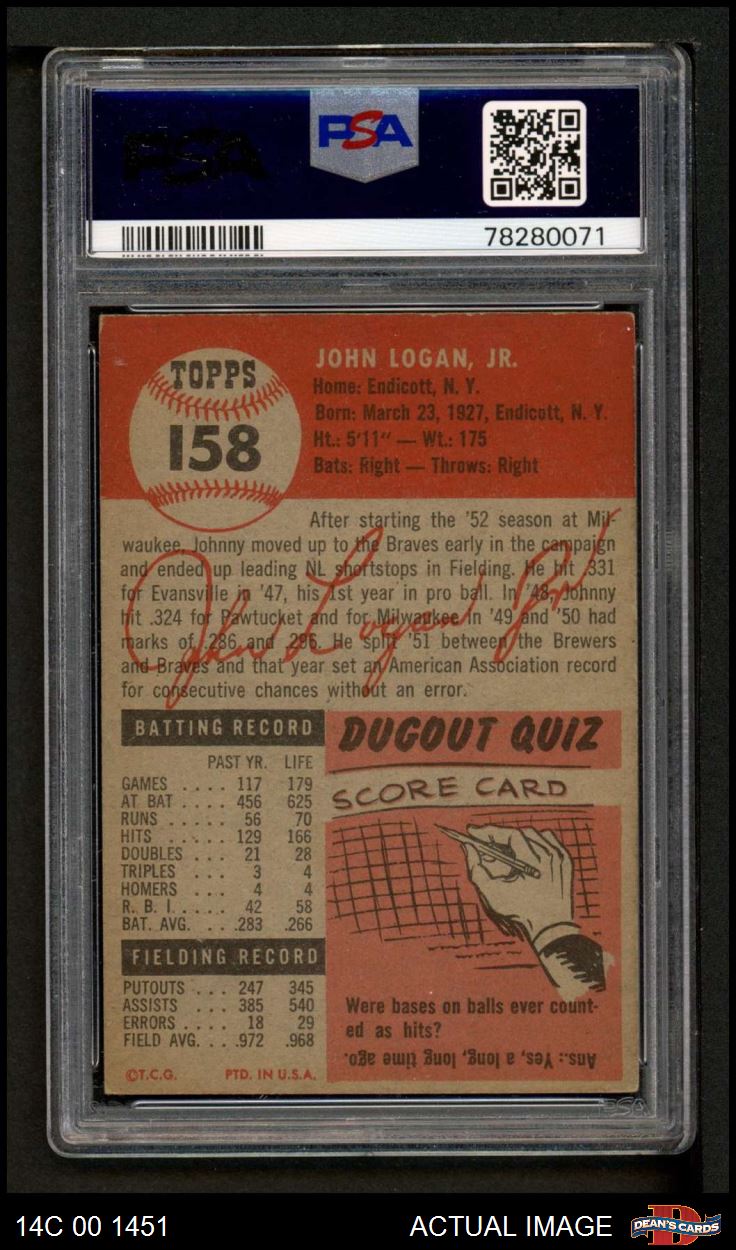 PSA
PSA
78280071
TOPPS
158
JOHN LOGAN, JR.
Home: Endicott, N. Y.
Born: March 23, 1927, Endicott, N. Y.
Ht.: 5'11" — Wt.: 175
Bats: Right — Throws: Right
After starting the '52 season at Mil-
waukee, Johnny moved up to the Braves early in the campaign
and ended up leading NL shortstops in Fielding. He hit .331
for Evansville in '47, his 1st year in pro ball. In '48, Johnny
hit .324 for Pawtucket and for Milwaukee in '49 and '50 had
marks of .286 and .296. He split '51 between the Brewers
and Braves and that year set an American Association record
for consecutive chances without an error.
John Logan Jr
BATTING RECORD
PAST YR. LIFE
GAMES .... 117 179
AT BAT .... 456 625
RUNS .... 56 70
HITS ..... 129 166
DOUBLES ... 21 28
TRIPLES ... 3 4
HOMERS ... 4 4
R. B. I. .... 42 58
BAT. AVG. ... .283 .266
FIELDING RECORD
PUTOUTS ... 247 345
ASSISTS ... 385 540
ERRORS .... 18 29
FIELD AVG. ... .972 .968
©T.C.G. PTD. IN U.S.A.
DUGOUT QUIZ
SCORE CARD
Were bases on balls ever count-
ed as hits?
Ans.: Yes, a long, long time ago.
PSA
14C 00 1451
ACTUAL IMAGE
D
DEAN'S CARDS